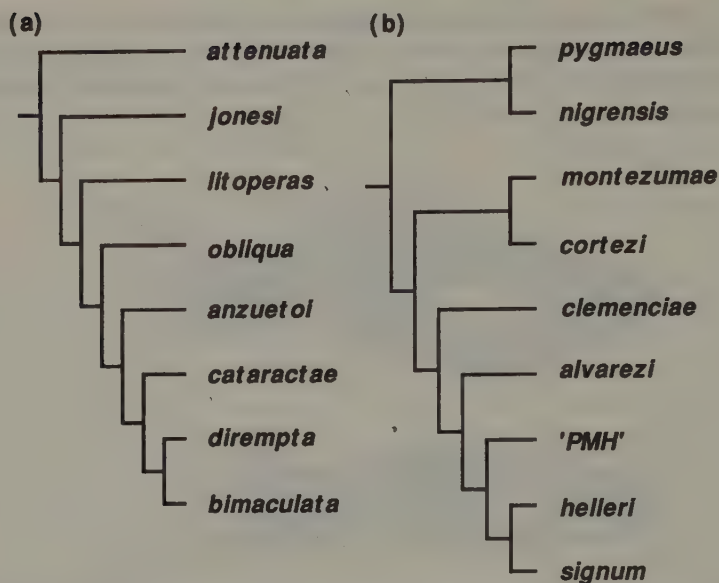 (a)
attenuata
jonesi
litoperas
obliqua
anzuetoi
cataractae
dirempta
bimaculata
(b)
pygmaeus
nigrensis
montezumae
cortezi
clemenciae
alvarezi
'PMH'
helleri
signum